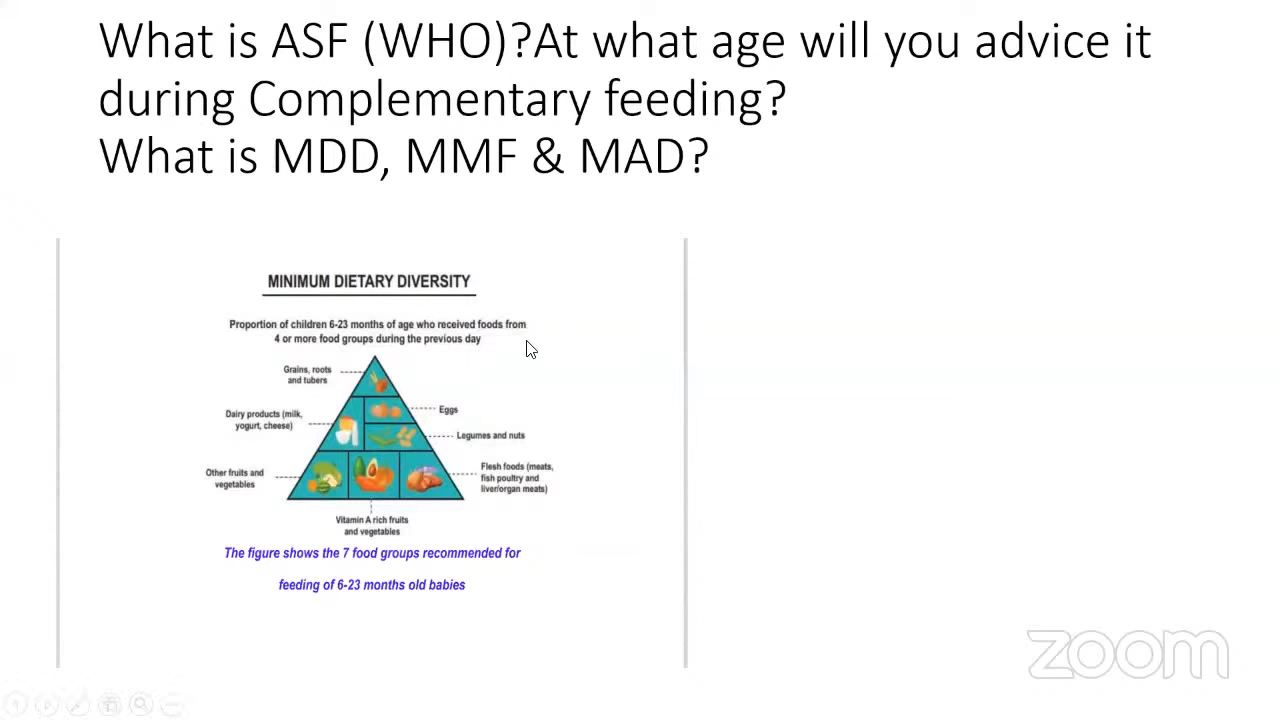 What is ASF (WHO)?At what age will you advice it
during Complementary feeding?
What is MDD, MMF & MAD?
MINIMUM DIETARY DIVERSITY
Proportion of children 6-23 months of age who received foods from
4 or more food groups during the previous day
Grains, roots
and tubers
Eggs
Dairy products (milk,
yogurt, cheese)
Legumes and nuts
Other fruits and
vegetables
Flesh foods (meats,
fish poultry and
liver/organ meats)
Vitamin A rich fruits
and vegetables
The figure shows the 7 food groups recommended for
feeding of 6-23 months old babies
zoom